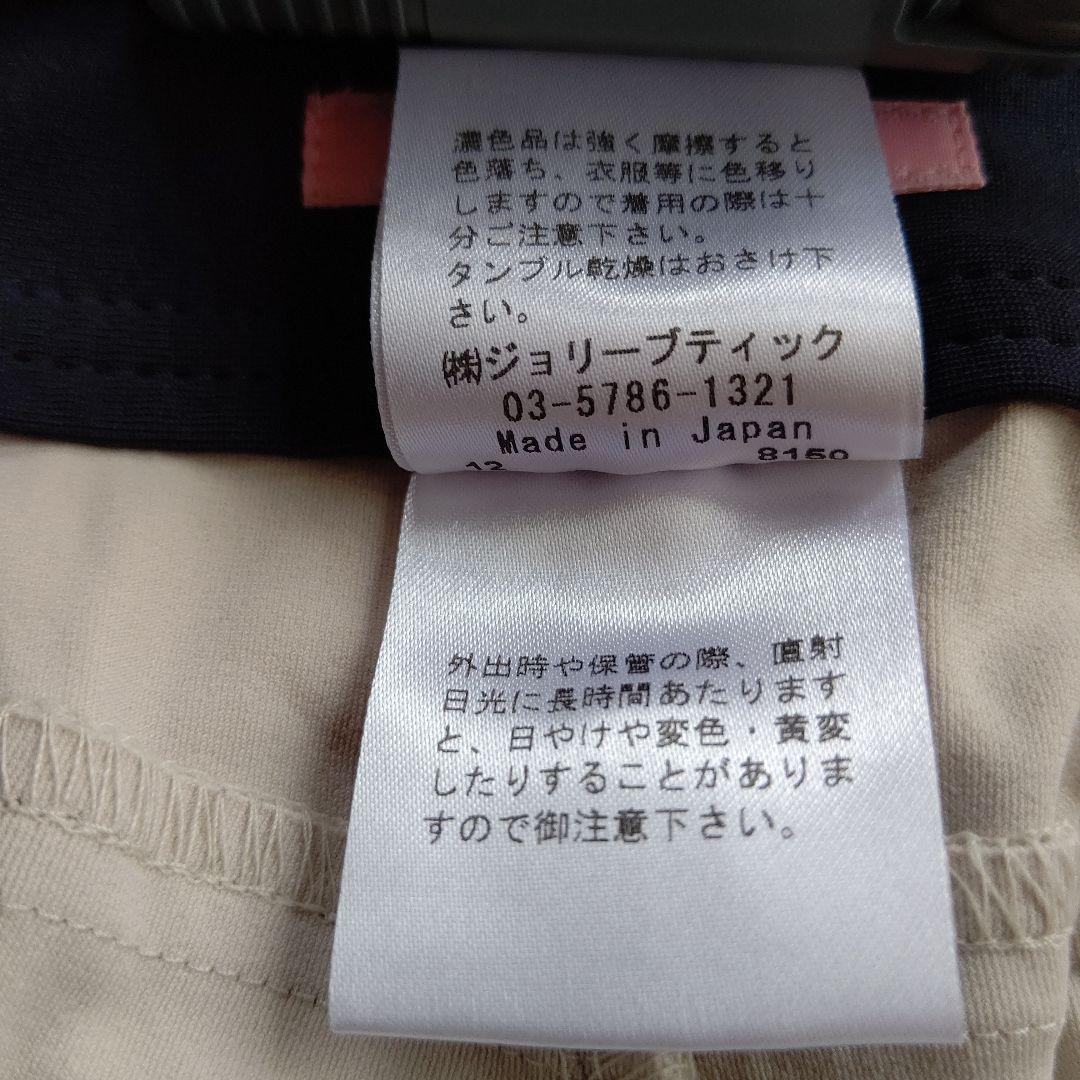 濃色品は強く摩擦すると
色落ち、衣服等に色移り
しますので着用の際は十
分ご注意下さい。
タンブル乾燥はおさけ下
さい。
㈱ジョリーブティック
03-5786-1321
Made in Japan
12 8150
外出時や保管の際、直射
日光に長時間あたります
と、日やけや変色・黄変
したりすることがありま
すので御注意下さい。